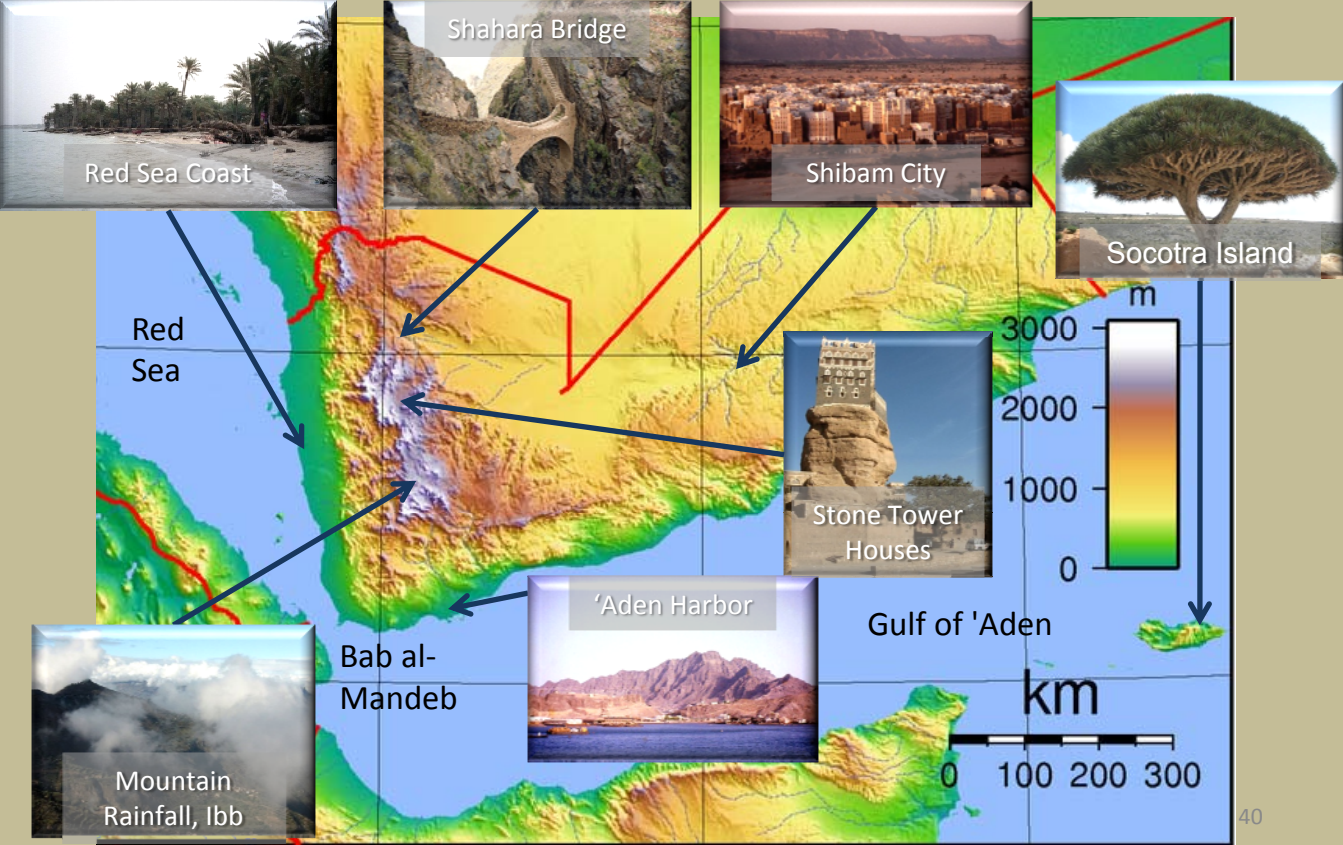 Red Sea Coast
Shahara Bridge
Shibam City
Socotra Island
Red
Sea
m
3000
2000
1000
0
Stone Tower
Houses
‘Aden Harbor
Gulf of 'Aden
Bab al-
Mandeb
km
0 100 200 300
Mountain
Rainfall, Ibb
40